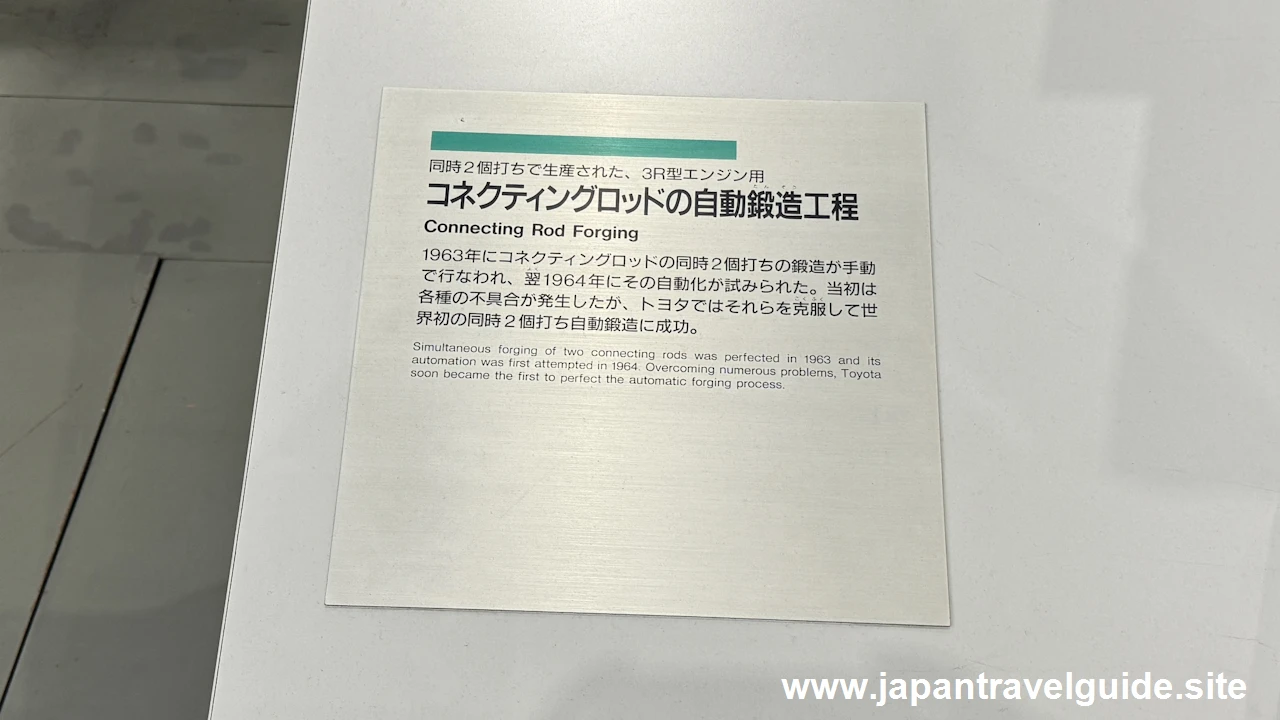 同時2個打ちで生産された、3R型エンジン用
コネクティングロッドの自動鍛造工程
Connecting Rod Forging
1963年にコネクティングロッドの同時2個打ちの鍛造が手動
で行なわれ、翌1964年にその自動化が試みられた。当初は
各種の不具合が発生したが、トヨタではそれらを克服して世
界初の同時2個打ち自動鍛造に成功。
Simultaneous forging of two connecting rods was perfected in 1963 and its
automation was first attempted in 1964. Overcoming numerous problems, Toyota
soon became the first to perfect the automatic forging process.
www.japantravelguide.site